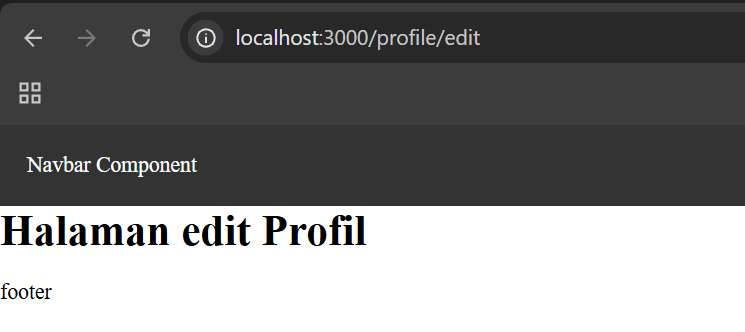 localhost:3000/profile/edit
Navbar Component
Halaman edit Profil
footer